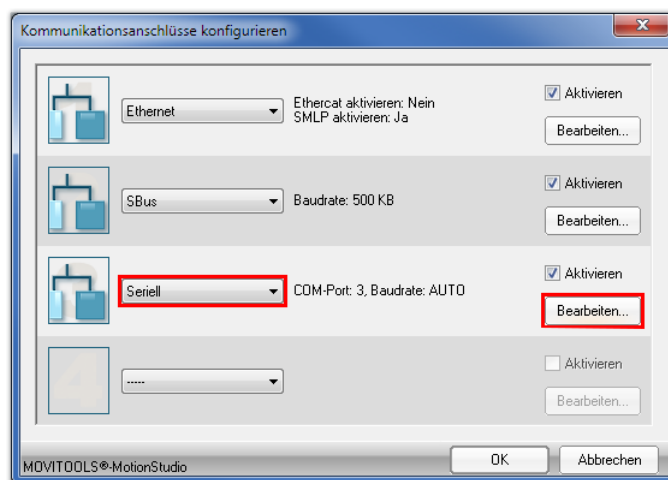 Kommunikationsanschlüsse konfigurieren
Ethernet
Ethercat aktivieren: Nein
SMLP aktivieren: Ja
Aktivieren
Bearbeiten...
SBus
Baudrate: 500 KB
Aktivieren
Bearbeiten...
Seriell
COM-Port: 3, Baudrate: AUTO
Aktivieren
Bearbeiten...
-----
Aktivieren
Bearbeiten...
MOVITOOLS®-MotionStudio
OK
Abbrechen